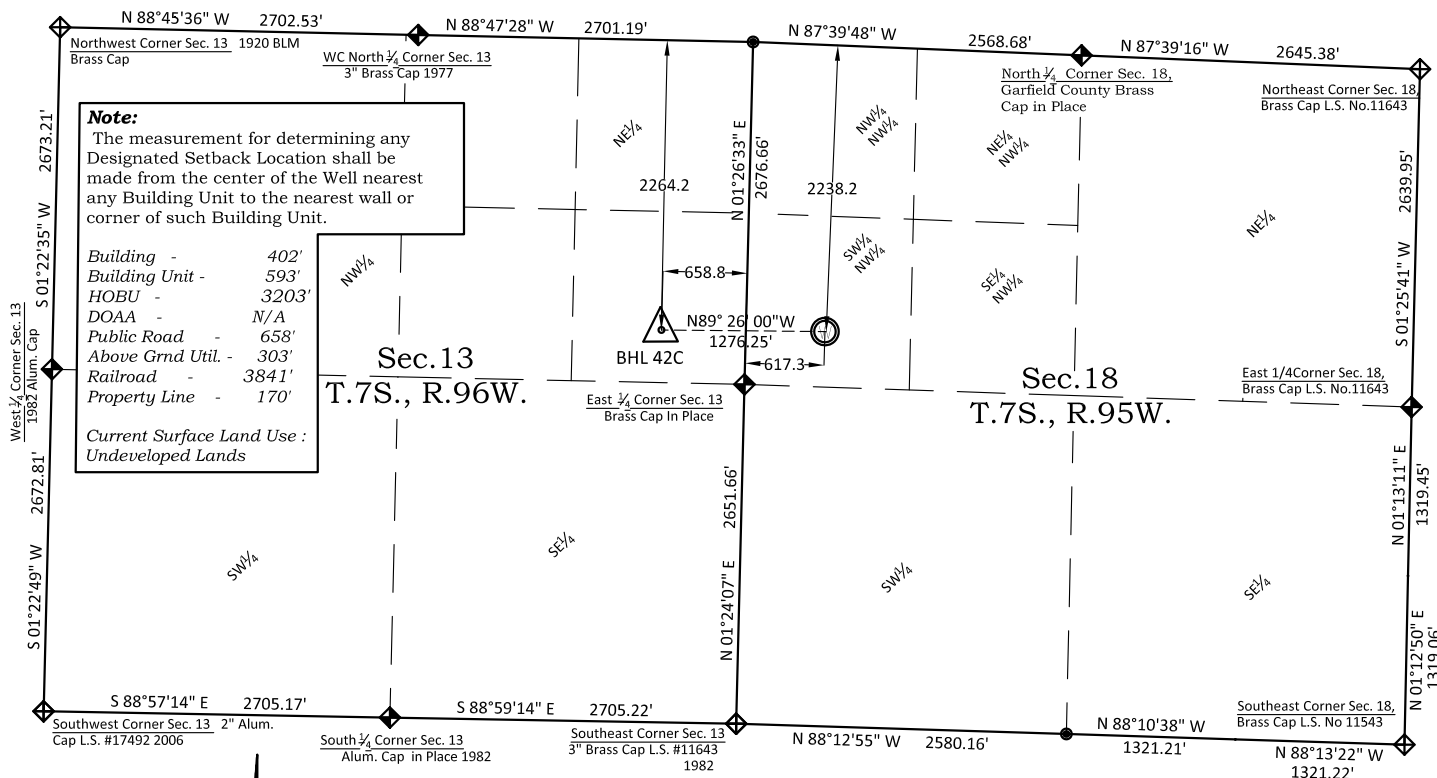 N 88°45'36" W 2702.53'
N 88°47'28" W 2701.19'
N 87°39'48" W 2568.68'
N 87°39'16" W 2645.38'
Northwest Corner Sec. 13 1920 BLM
Brass Cap
WC North ¼ Corner Sec. 13
3" Brass Cap 1977
North ¼ Corner Sec. 18,
Garfield County Brass
Cap in Place
Northeast Corner Sec. 18,
Brass Cap L.S. No.11643
Note:
The measurement for determining any
Designated Setback Location shall be
made from the center of the Well nearest
any Building Unit to the nearest wall or
corner of such Building Unit.
Building - 402'
Building Unit - 593'
HOBU - 3203'
DOAA - N/A
Public Road - 658'
Above Grnd Util. - 303'
Railroad - 3841'
Property Line - 170'
Current Surface Land Use :
Undeveloped Lands
S 01°22'35" W 2673.21'
West ¼ Corner Sec. 13
1982 Alum. Cap
S 01°22'49" W 2672.81'
NW¼
NE¼
2264.2
N 01°26'33" E
2676.66'
2238.2
NW¼
NW¼
NE¼
NW¼
SW¼
NW¼
SE¼
NW¼
NE¼
S 01°25'41" W 2639.95'
658.8
N89° 26' 00"W
1276.25'
BHL 42C
617.3
Sec.13
T.7S., R.96W.
Sec.18
T.7S., R.95W.
East ¼ Corner Sec. 13
Brass Cap In Place
East 1/4Corner Sec. 18,
Brass Cap L.S. No.11643
N 01°24'07" E 2651.66'
N 01°13'11" E
1319.45'
N 01°12'50" E
1319.06'
SW¼
SE¼
SW¼
SE¼
S 88°57'14" E 2705.17'
S 88°59'14" E 2705.22'
Southwest Corner Sec. 13 2" Alum.
Cap L.S. #17492 2006
South ¼ Corner Sec. 13
Alum. Cap in Place 1982
Southeast Corner Sec. 13
3" Brass Cap L.S. #11643
1982
N 88°12'55" W 2580.16'
N 88°10'38" W
1321.21'
Southeast Corner Sec. 18,
Brass Cap L.S. No 11543
N 88°13'22" W
1321.22'